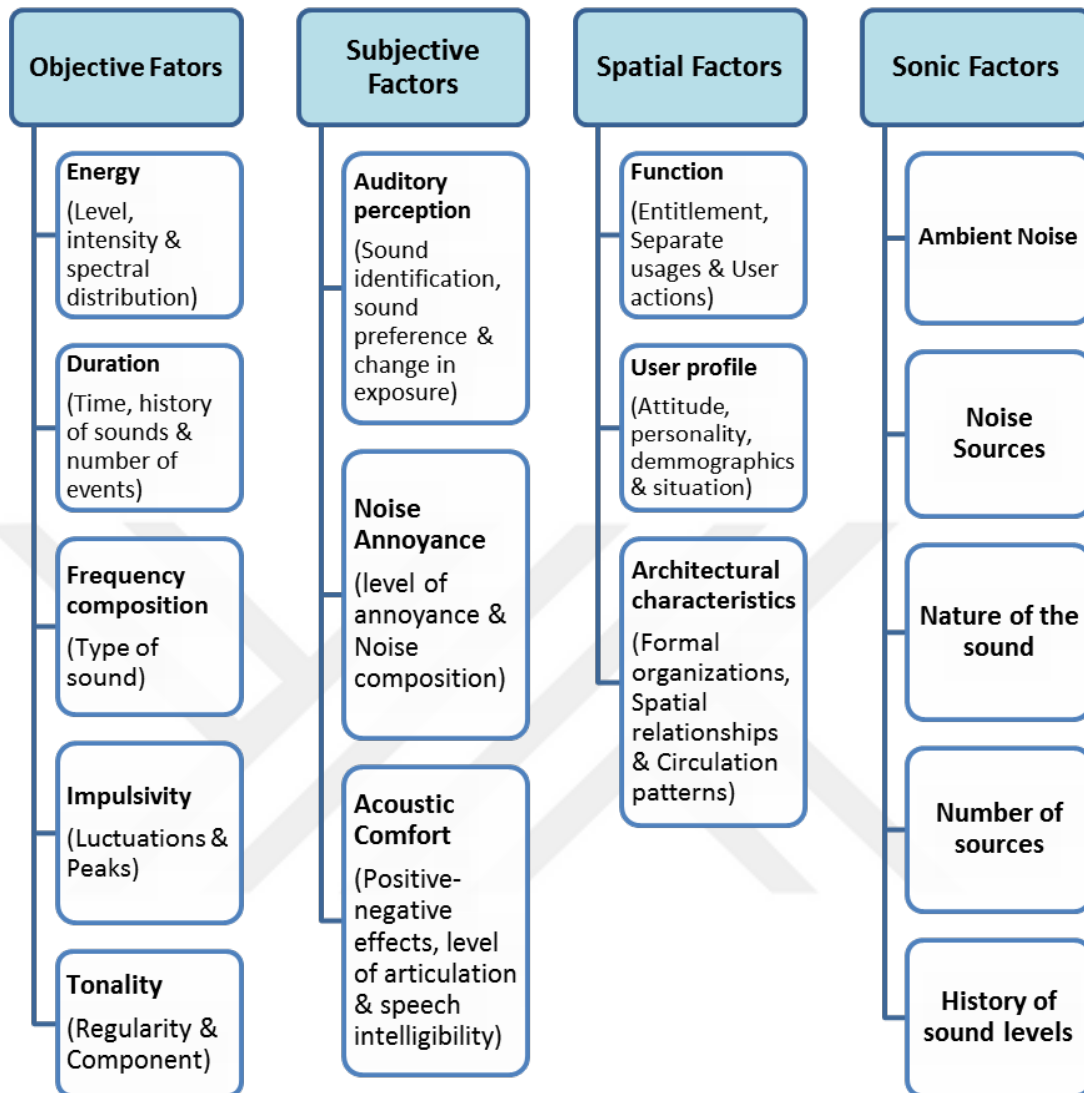 Objective Fators
Energy
(Level,
intensity &
spectral
distribution)
Duration
(Time, history
of sounds &
number of
events)
Frequency
composition
(Type of
sound)
Impulsivity
(Luctuations &
Peaks)
Tonality
(Regularity &
Component)
Subjective
Factors
Auditory
perception
(Sound
identification,
sound
preference &
change in
exposure)
Noise
Annoyance
(level of
annoyance &
Noise
composition)
Acoustic
Comfort
(Positive-
negative
effects, level
of articulation
& speech
intelligibility)
Spatial Factors
Function
(Entitlement,
Separate
usages & User
actions)
User profile
(Attitude,
personality,
demmographics
& situation)
Architectural
characteristics
(Formal
organizations,
Spatial
relationships
& Circulation
patterns)
Sonic Factors
Ambient Noise
Noise
Sources
Nature of the
sound
Number of
sources
History of
sound levels